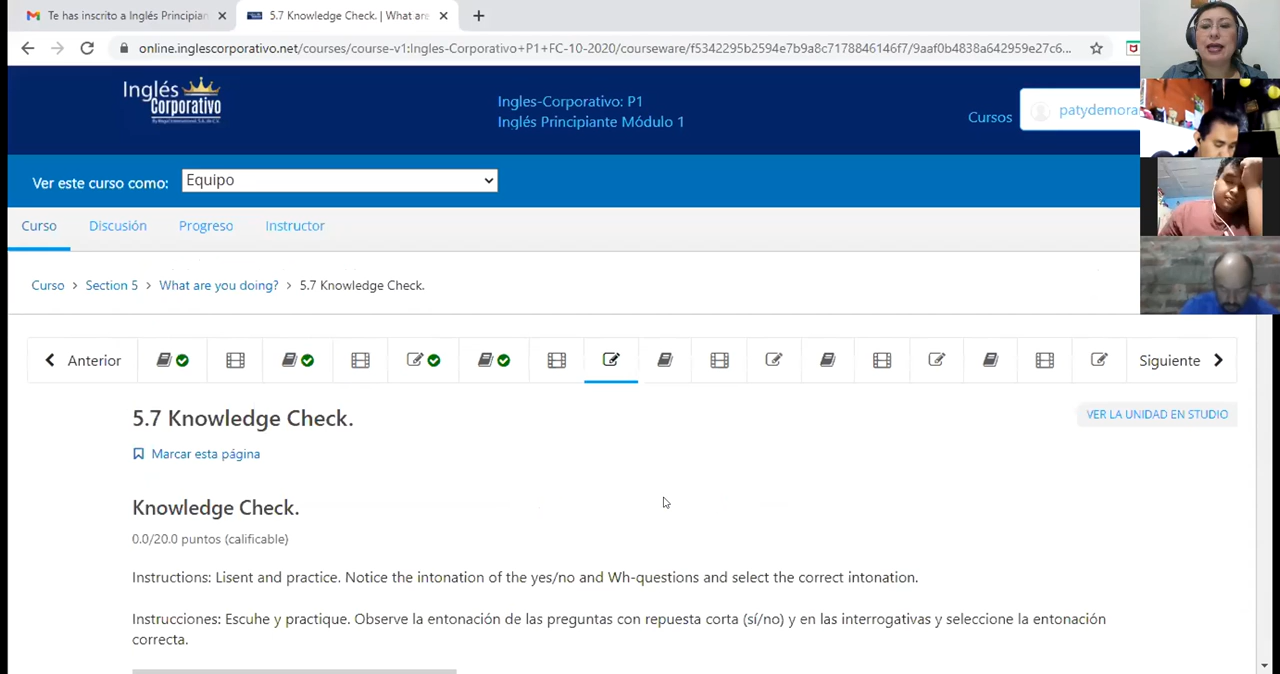 Te has inscrito a Inglés Principian
5.7 Knowledge Check. | What are
online.inglescorporativo.net/courses/course-v1:Ingles-Corporativo+P1+FC-10-2020/courseware/f5342295b2594e7b9a8c7178846146f7/9aaf0b4838a642959e27c6...
Inglés
Corporativo
Ingles-Corporativo: P1
Inglés Principiante Módulo 1
Cursos
patydemora
Ver este curso como:
Equipo
Curso
Discusión
Progreso
Instructor
Curso > Section 5 > What are you doing? > 5.7 Knowledge Check.
Anterior
Siguiente
5.7 Knowledge Check.
VER LA UNIDAD EN STUDIO
Marcar esta página
Knowledge Check.
0.0/20.0 puntos (calificable)
Instructions: Lisent and practice. Notice the intonation of the yes/no and Wh-questions and select the correct intonation.
Instrucciones: Escuhe y practique. Observe la entonación de las preguntas con repuesta corta (sí/no) y en las interrogativas y seleccione la entonación
correcta.